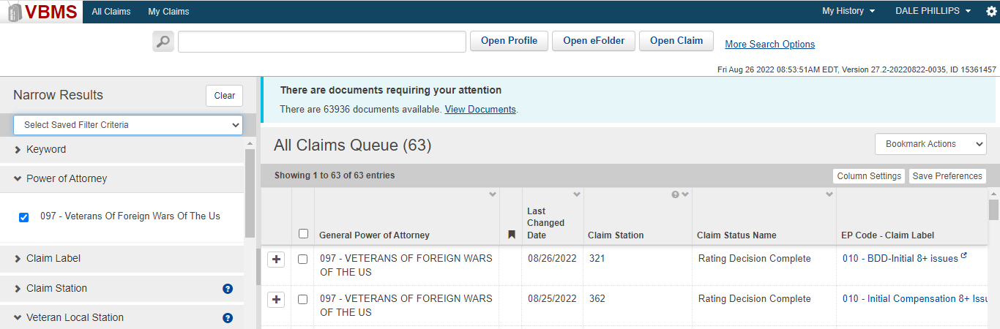 VBMS All Claims My Claims My History DALE PHILLIPS
Open Profile Open eFolder Open Claim More Search Options
Fri Aug 26 2022 08:53:51AM EDT, Version 27.2-20220822-0035, ID 15361457
Narrow Results Clear
Select Saved Filter Criteria
Keyword
Power of Attorney
097 - Veterans Of Foreign Wars Of The Us
Claim Label
Claim Station ?
Veteran Local Station ?
There are documents requiring your attention
There are 63936 documents available. View Documents.
All Claims Queue (63) Bookmark Actions
Showing 1 to 63 of 63 entries Column Settings Save Preferences
General Power of Attorney
Last
Changed
Date
Claim Station
?
Claim Status Name
EP Code - Claim Label
097 - VETERANS OF FOREIGN WARS
OF THE US
08/26/2022 321 Rating Decision Complete 010 - BDD-Initial 8+ issues
097 - VETERANS OF FOREIGN WARS
OF THE US
08/25/2022 362 Rating Decision Complete 010 - Initial Compensation 8+ Issu